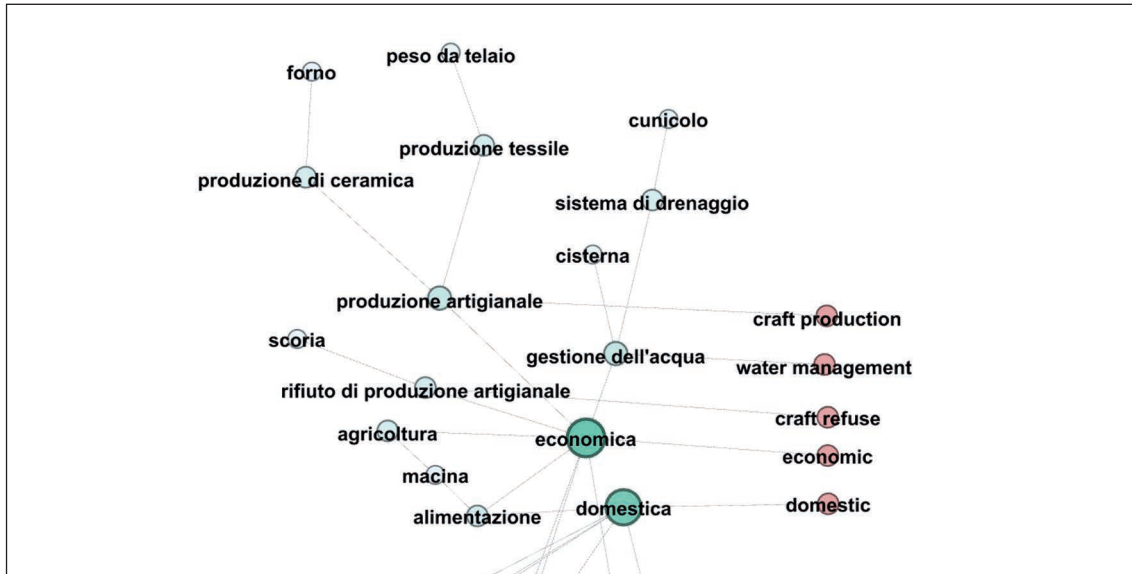 peso da telaio
forno
cunicolo
produzione tessile
produzione di ceramica
sistema di drenaggio
cisterna
produzione artigianale
craft production
scoria
gestione dell'acqua
water management
rifiuto di produzione artigianale
craft refuse
agricoltura
economica
economic
macina
domestica
domestic
alimentazione